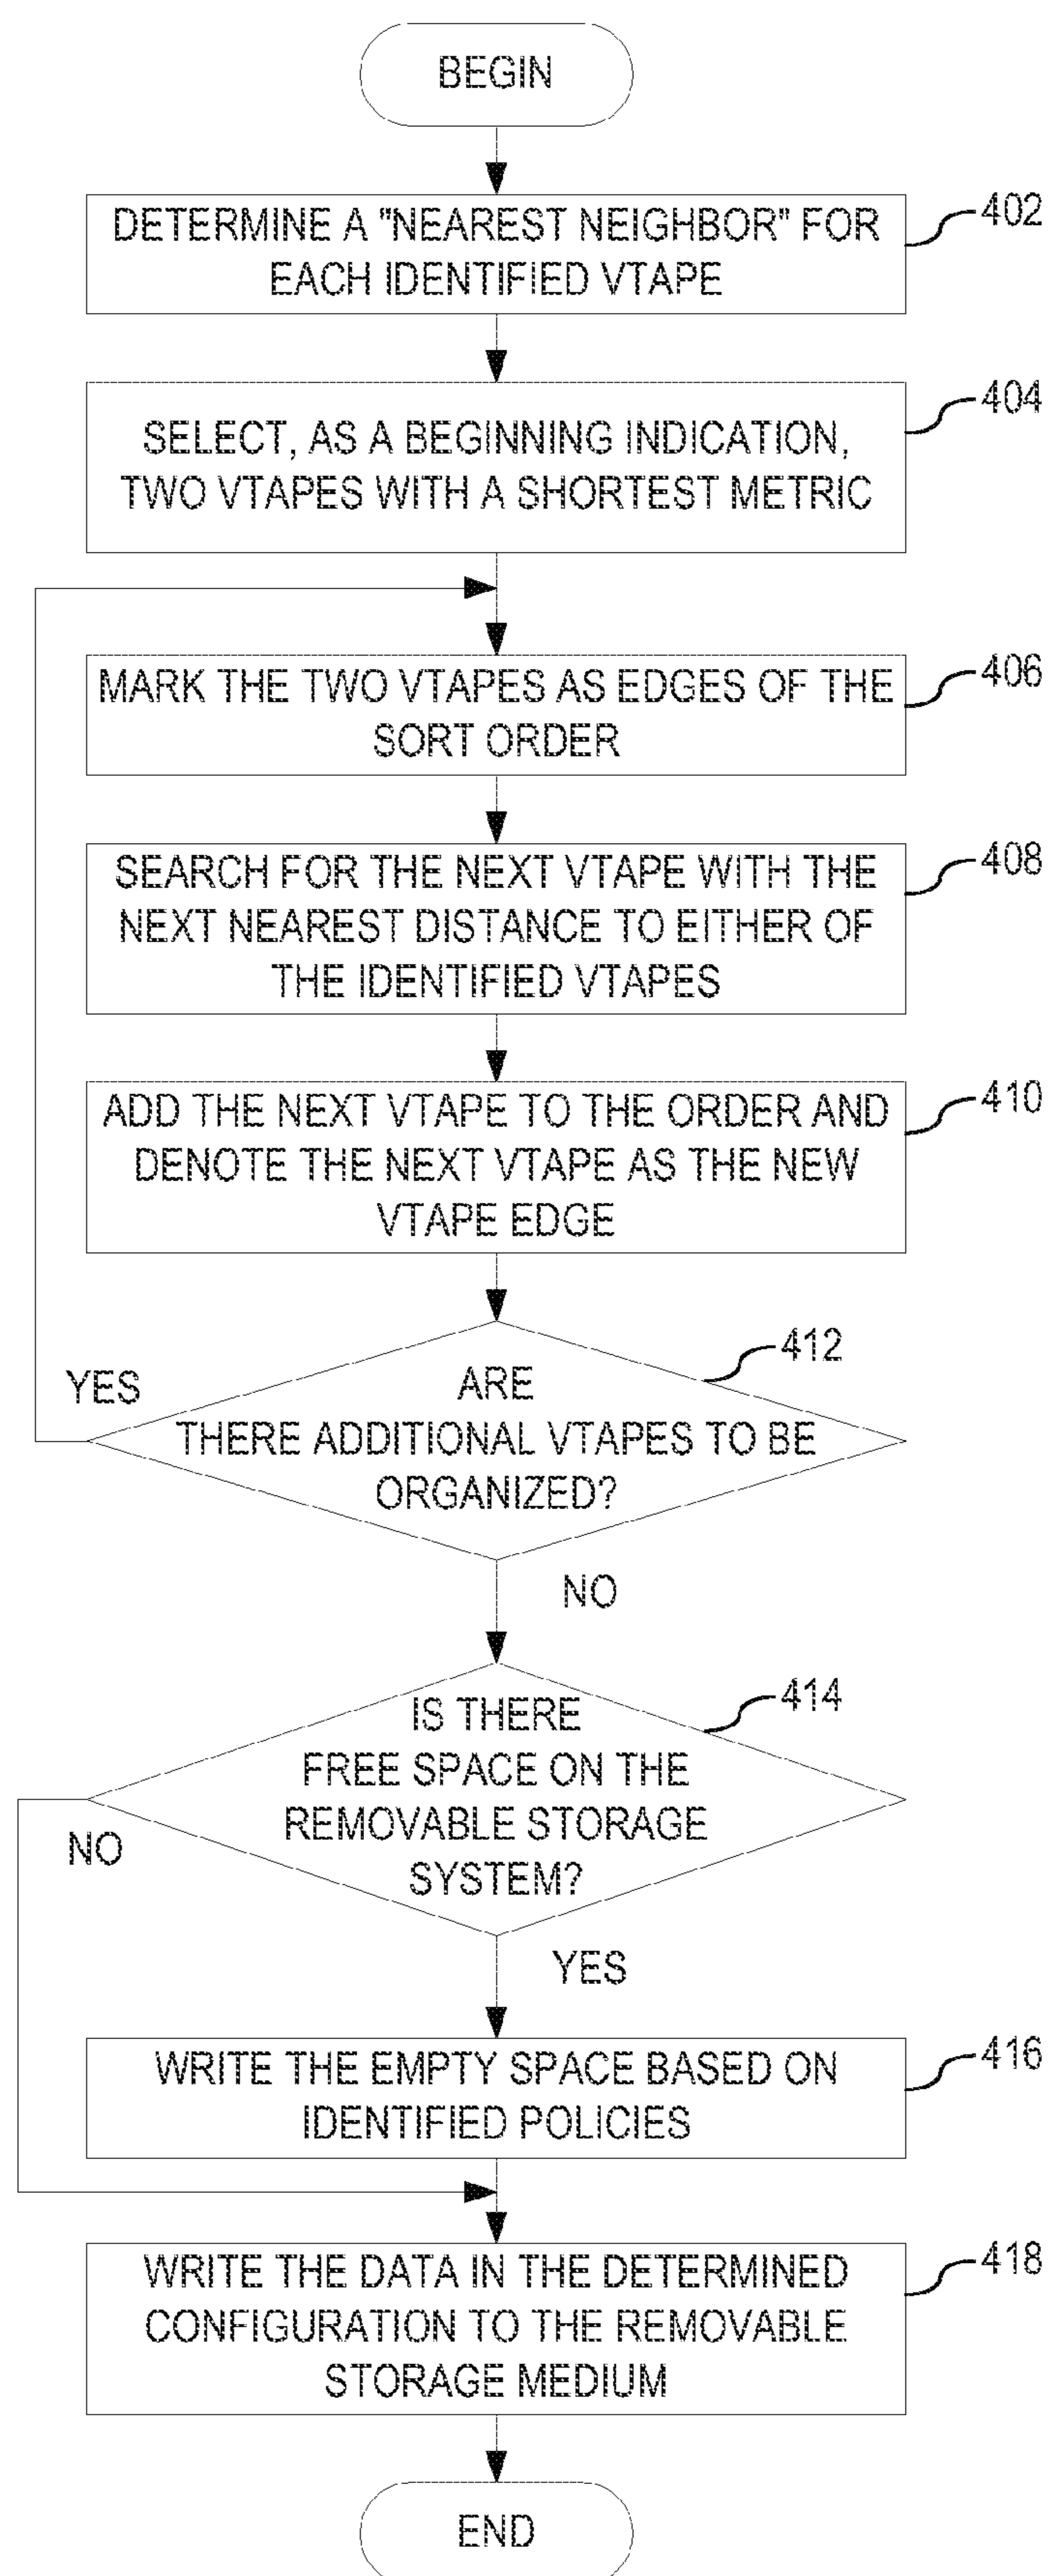 BEGIN
DETERMINE A "NEAREST NEIGHBOR" FOR
EACH IDENTIFIED VTAPE
402
SELECT, AS A BEGINNING INDICATION,
TWO VTAPES WITH A SHORTEST METRIC
404
MARK THE TWO VTAPES AS EDGES OF THE
SORT ORDER
406
SEARCH FOR THE NEXT VTAPE WITH THE
NEXT NEAREST DISTANCE TO EITHER OF
THE IDENTIFIED VTAPES
408
ADD THE NEXT VTAPE TO THE ORDER AND
DENOTE THE NEXT VTAPE AS THE NEW
VTAPE EDGE
410
ARE
THERE ADDITIONAL VTAPES TO BE
ORGANIZED?
412
YES
NO
IS THERE
FREE SPACE ON THE
REMOVABLE STORAGE
SYSTEM?
414
NO
YES
WRITE THE EMPTY SPACE BASED ON
IDENTIFIED POLICIES
416
WRITE THE DATA IN THE DETERMINED
CONFIGURATION TO THE REMOVABLE
STORAGE MEDIUM
418
END